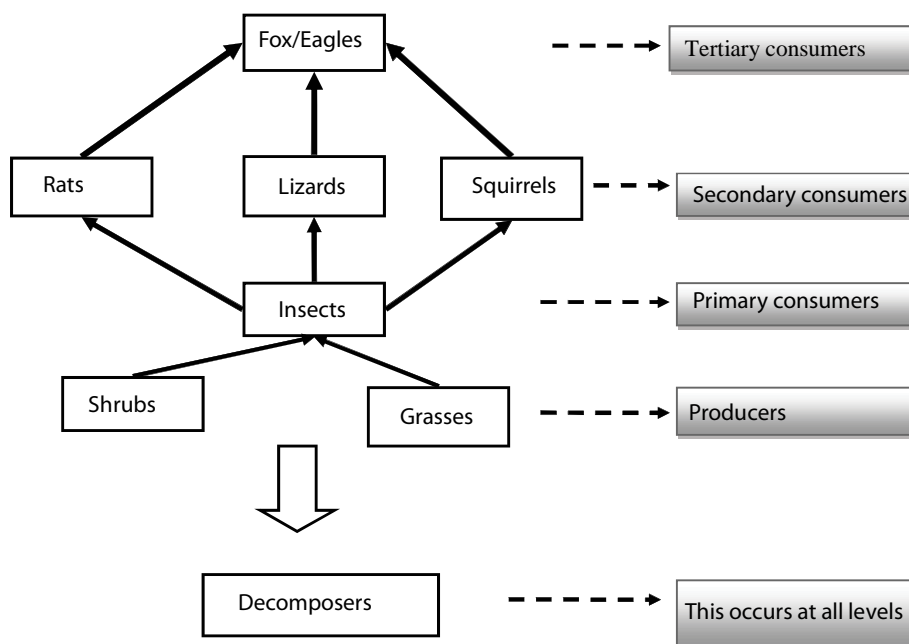 Fox/Eagles
Tertiary consumers
Rats
Lizards
Squirrels
Secondary consumers
Insects
Primary consumers
Shrubs
Grasses
Producers
Decomposers
This occurs at all levels